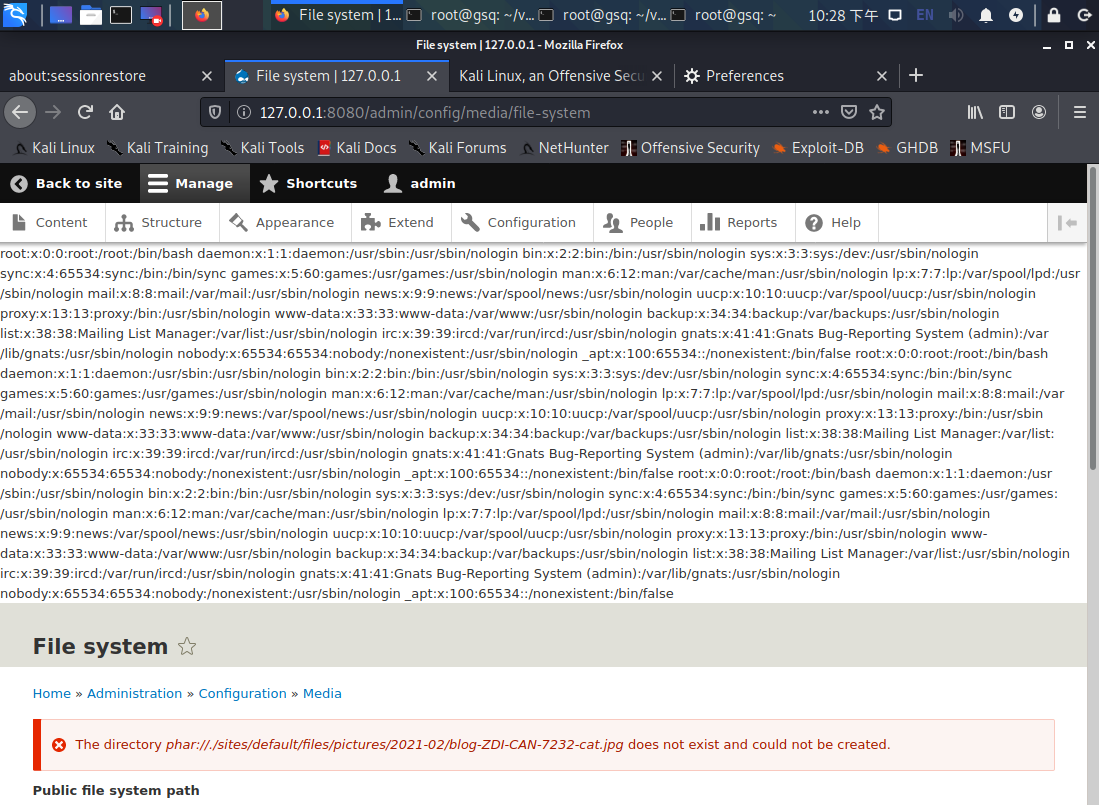 File system | 1...
root@gsq: ~/v...
root@gsq: ~/v...
root@gsq: ~
10:28 下午
EN
File system | 127.0.0.1 - Mozilla Firefox
about:sessionrestore
File system | 127.0.0.1
Kali Linux, an Offensive Secu
Preferences
127.0.0.1:8080/admin/config/media/file-system
Kali Linux
Kali Training
Kali Tools
Kali Docs
Kali Forums
NetHunter
Offensive Security
Exploit-DB
GHDB
MSFU
Back to site
Manage
Shortcuts
admin
Content
Structure
Appearance
Extend
Configuration
People
Reports
Help
root:x:0:0:root:/root:/bin/bash daemon:x:1:1:daemon:/usr/sbin:/usr/sbin/nologin bin:x:2:2:bin:/bin:/usr/sbin/nologin sys:x:3:3:sys:/dev:/usr/sbin/nologin
sync:x:4:65534:sync:/bin:/bin/sync games:x:5:60:games:/usr/games:/usr/sbin/nologin man:x:6:12:man:/var/cache/man:/usr/sbin/nologin lp:x:7:7:lp:/var/spool/lpd:/usr
/sbin/nologin mail:x:8:8:mail:/var/mail:/usr/sbin/nologin news:x:9:9:news:/var/spool/news:/usr/sbin/nologin uucp:x:10:10:uucp:/var/spool/uucp:/usr/sbin/nologin
proxy:x:13:13:proxy:/bin:/usr/sbin/nologin www-data:x:33:33:www-data:/var/www:/usr/sbin/nologin backup:x:34:34:backup:/var/backups:/usr/sbin/nologin
list:x:38:38:Mailing List Manager:/var/list:/usr/sbin/nologin irc:x:39:39:ircd:/var/run/ircd:/usr/sbin/nologin gnats:x:41:41:Gnats Bug-Reporting System (admin):/var
/lib/gnats:/usr/sbin/nologin nobody:x:65534:65534:nobody:/nonexistent:/usr/sbin/nologin _apt:x:100:65534::/nonexistent:/bin/false root:x:0:0:root:/root:/bin/bash
daemon:x:1:1:daemon:/usr/sbin:/usr/sbin/nologin bin:x:2:2:bin:/bin:/usr/sbin/nologin sys:x:3:3:sys:/dev:/usr/sbin/nologin sync:x:4:65534:sync:/bin:/bin/sync
games:x:5:60:games:/usr/games:/usr/sbin/nologin man:x:6:12:man:/var/cache/man:/usr/sbin/nologin lp:x:7:7:lp:/var/spool/lpd:/usr/sbin/nologin mail:x:8:8:mail:/var
/mail:/usr/sbin/nologin news:x:9:9:news:/var/spool/news:/usr/sbin/nologin uucp:x:10:10:uucp:/var/spool/uucp:/usr/sbin/nologin proxy:x:13:13:proxy:/bin:/usr/sbin
/nologin www-data:x:33:33:www-data:/var/www:/usr/sbin/nologin backup:x:34:34:backup:/var/backups:/usr/sbin/nologin list:x:38:38:Mailing List Manager:/var/list:
/usr/sbin/nologin irc:x:39:39:ircd:/var/run/ircd:/usr/sbin/nologin gnats:x:41:41:Gnats Bug-Reporting System (admin):/var/lib/gnats:/usr/sbin/nologin
nobody:x:65534:65534:nobody:/nonexistent:/usr/sbin/nologin _apt:x:100:65534::/nonexistent:/bin/false root:x:0:0:root:/root:/bin/bash daemon:x:1:1:daemon:/usr
/sbin:/usr/sbin/nologin bin:x:2:2:bin:/bin:/usr/sbin/nologin sys:x:3:3:sys:/dev:/usr/sbin/nologin sync:x:4:65534:sync:/bin:/bin/sync games:x:5:60:games:/usr/games:
/usr/sbin/nologin man:x:6:12:man:/var/cache/man:/usr/sbin/nologin lp:x:7:7:lp:/var/spool/lpd:/usr/sbin/nologin mail:x:8:8:mail:/var/mail:/usr/sbin/nologin
news:x:9:9:news:/var/spool/news:/usr/sbin/nologin uucp:x:10:10:uucp:/var/spool/uucp:/usr/sbin/nologin proxy:x:13:13:proxy:/bin:/usr/sbin/nologin www-
data:x:33:33:www-data:/var/www:/usr/sbin/nologin backup:x:34:34:backup:/var/backups:/usr/sbin/nologin list:x:38:38:Mailing List Manager:/var/list:/usr/sbin/nologin
irc:x:39:39:ircd:/var/run/ircd:/usr/sbin/nologin gnats:x:41:41:Gnats Bug-Reporting System (admin):/var/lib/gnats:/usr/sbin/nologin
nobody:x:65534:65534:nobody:/nonexistent:/usr/sbin/nologin _apt:x:100:65534::/nonexistent:/bin/false
File system
Home » Administration » Configuration » Media
The directory phar://./sites/default/files/pictures/2021-02/blog-ZDI-CAN-7232-cat.jpg does not exist and could not be created.
Public file system path